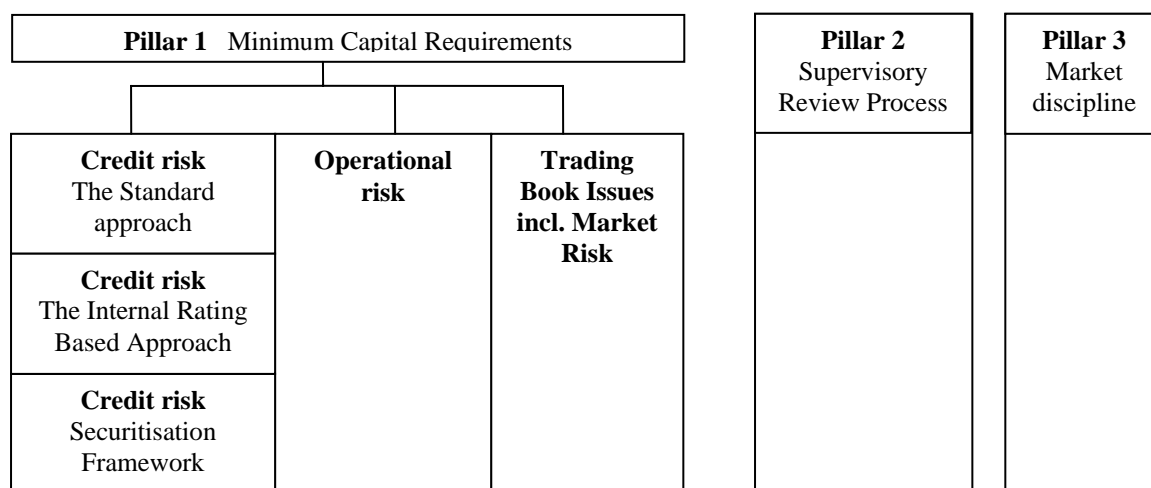 Pillar 1 Minimum Capital Requirements
Pillar 2
Supervisory
Review Process
Pillar 3
Market
discipline
Credit risk
The Standard
approach
Operational
risk
Trading
Book Issues
incl. Market
Risk
Credit risk
The Internal Rating
Based Approach
Credit risk
Securitisation
Framework